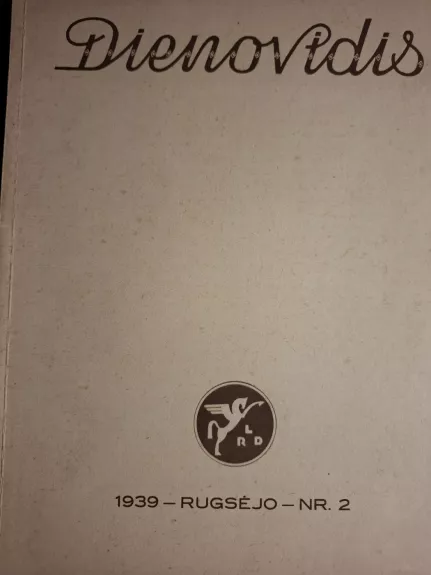 Dienovidis
L
R D
1939 – RUGSĖJO – NR. 2